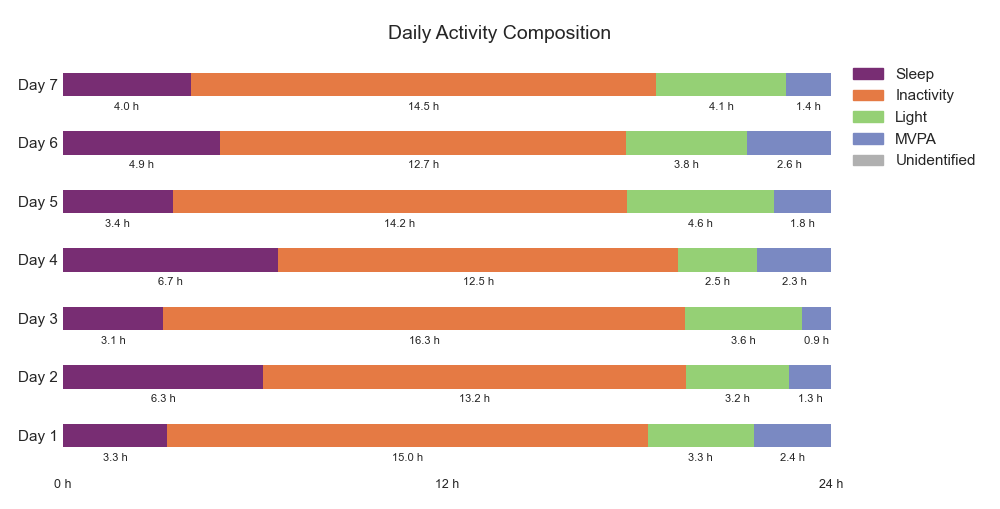 Daily Activity Composition
Day 7
4.0 h 14.5 h 4.1 h 1.4 h
Day 6
4.9 h 12.7 h 3.8 h 2.6 h
Day 5
3.4 h 14.2 h 4.6 h 1.8 h
Day 4
6.7 h 12.5 h 2.5 h 2.3 h
Day 3
3.1 h 16.3 h 3.6 h 0.9 h
Day 2
6.3 h 13.2 h 3.2 h 1.3 h
Day 1
3.3 h 15.0 h 3.3 h 2.4 h
0 h 12 h 24 h
Sleep
Inactivity
Light
MVPA
Unidentified